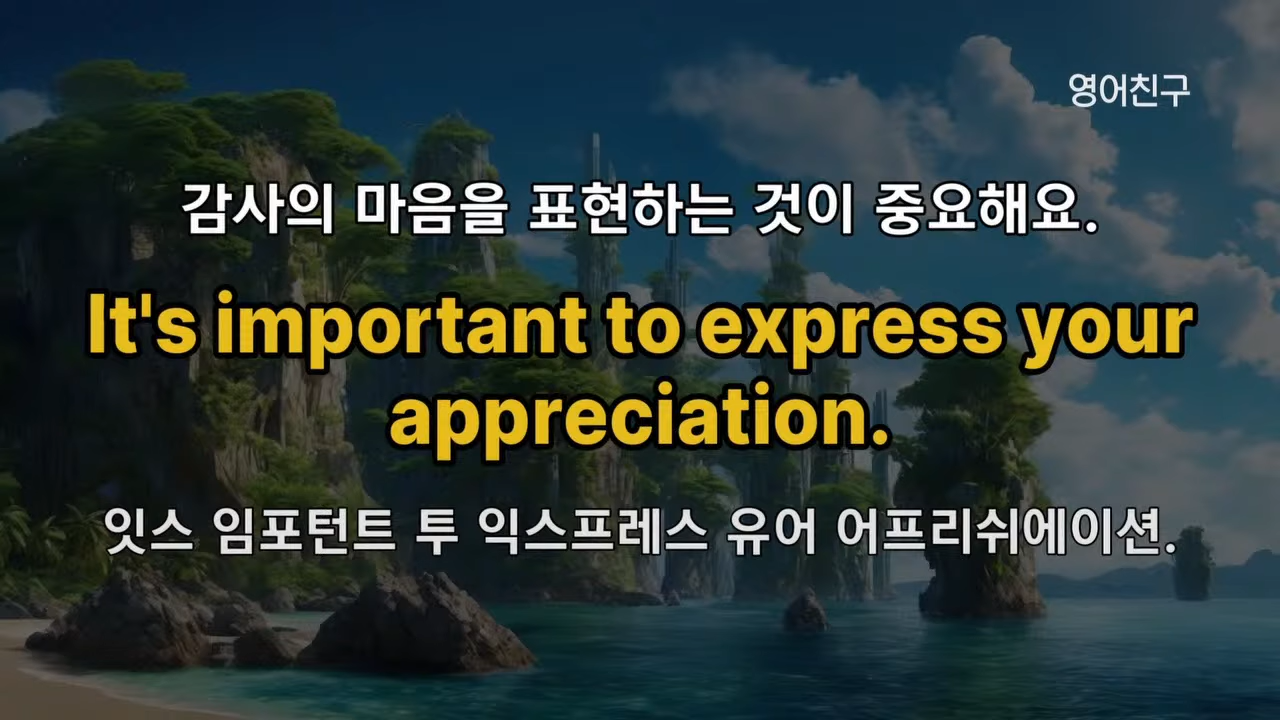 영어친구
감사의 마음을 표현하는 것이 중요해요.
It's important to express your
appreciation.
잇스 임포턴트 투 익스프레스 유어 어프리쉬에이션.